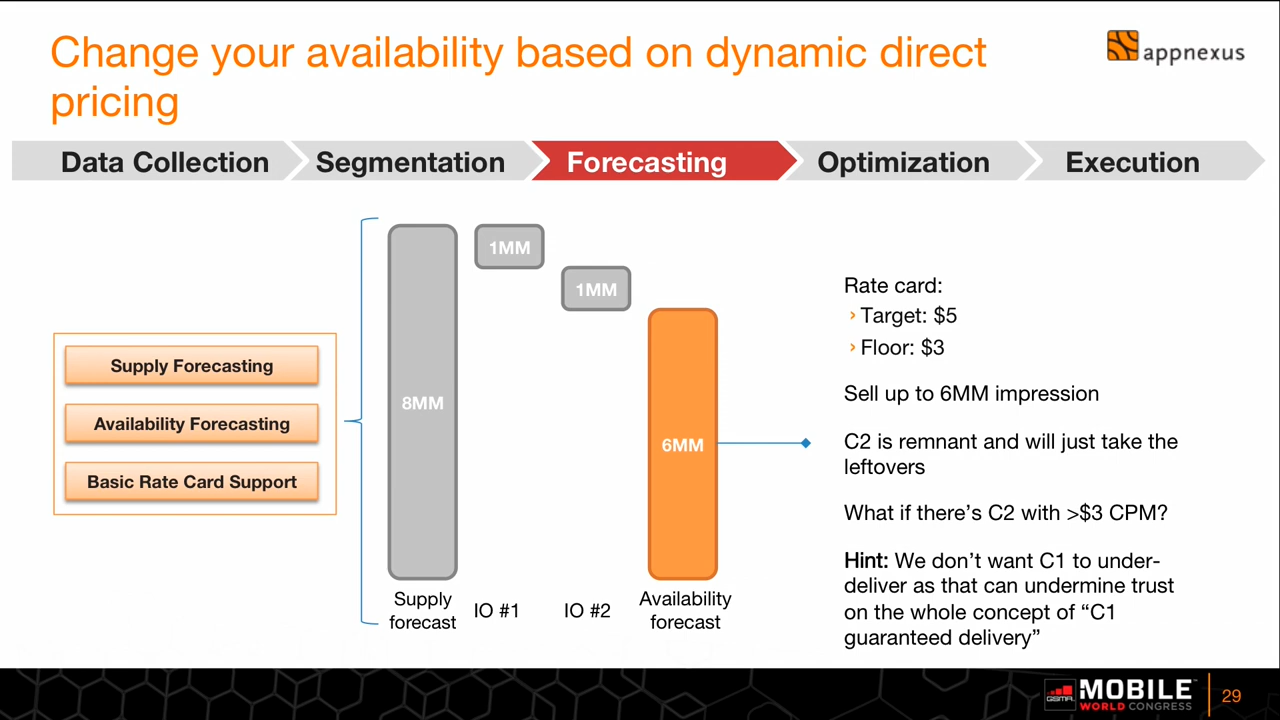 Change your availability based on dynamic direct
pricing
appnexus
Data Collection
Segmentation
Forecasting
Optimization
Execution
Supply Forecasting
Availability Forecasting
Basic Rate Card Support
8MM
1MM
1MM
6MM
Supply
forecast
IO #1
IO #2
Availability
forecast
Rate card:
› Target: $5
› Floor: $3
Sell up to 6MM impression
C2 is remnant and will just take the
leftovers
What if there’s C2 with >$3 CPM?
Hint: We don’t want C1 to under-
deliver as that can undermine trust
on the whole concept of “C1
guaranteed delivery”
GSMA
MOBILE™
WORLD CONGRESS
29